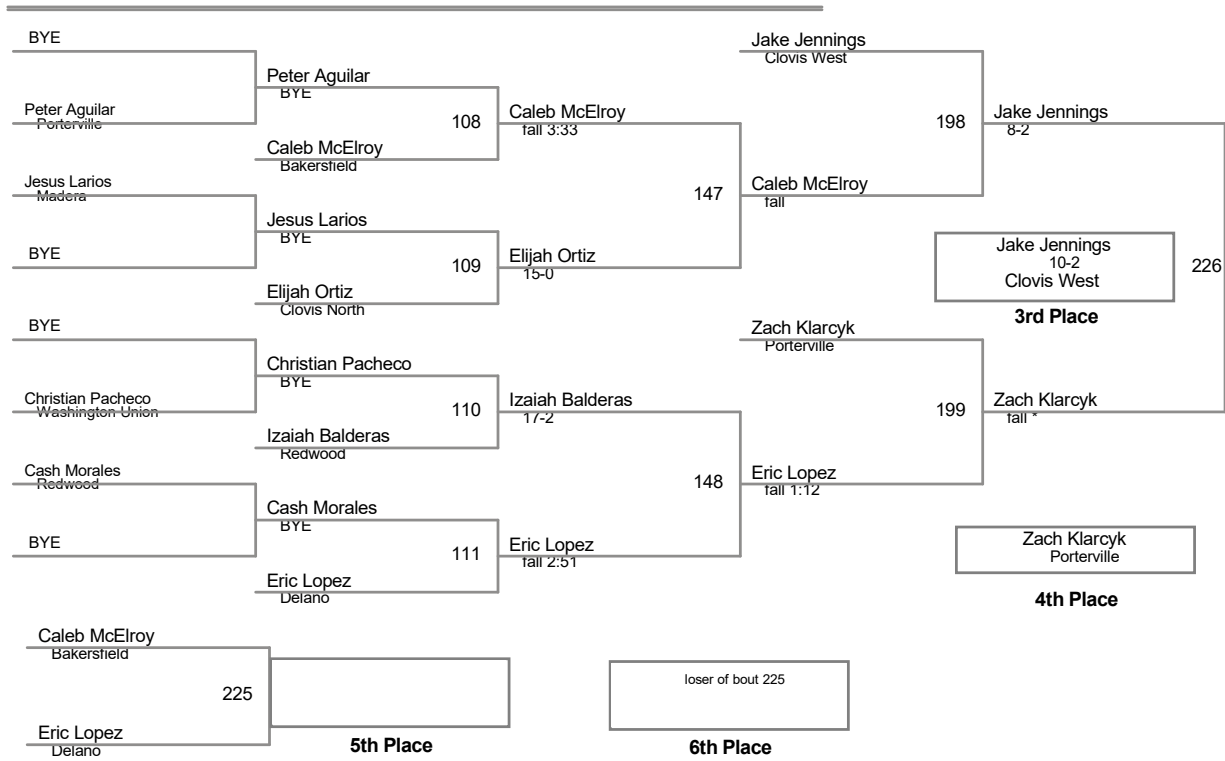 BYE
Peter Aguilar
Porterville
Jesus Larios
Madera
BYE
BYE
Christian Pacheco
Washington Union
Cash Morales
Redwood
BYE
Peter Aguilar
BYE
108
Caleb McElroy
Bakersfield
Jesus Larios
BYE
109
Elijah Ortiz
Clovis North
Christian Pacheco
BYE
110
Izaiah Balderas
Redwood
Cash Morales
BYE
111
Eric Lopez
Delano
Caleb McElroy
fall 3:33
147
Elijah Ortiz
15-0
Izaiah Balderas
17-2
148
Eric Lopez
fall 2:51
Jake Jennings
Clovis West
198
Caleb McElroy
fall
Zach Klarcyk
Porterville
199
Eric Lopez
fall 1:12
Jake Jennings
8-2
226
Zach Klarcyk
fall *
Jake Jennings
10-2
Clovis West
3rd Place
Zach Klarcyk
Porterville
4th Place
Caleb McElroy
Bakersfield
225
Eric Lopez
Delano
5th Place
loser of bout 225
6th Place